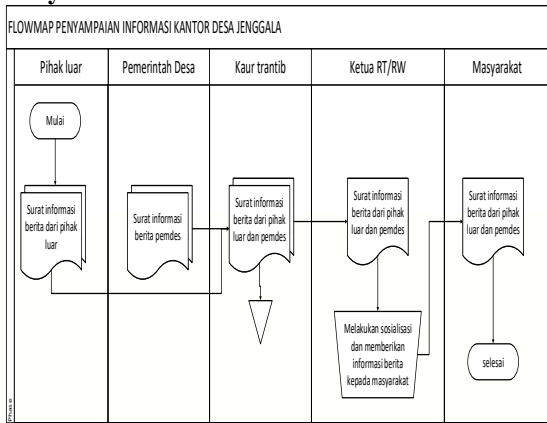 FLOWMAP PENYAMPAIAN INFORMASI KANTOR DESA JENGGALA
Pihak luar
Pemerintah Desa
Kaur trantib
Ketua RT/RW
Masyarakat
Mulai
Surat informasi
berita dari pihak
luar
Surat informasi
berita pemdes
Surat informasi
berita dari pihak
luar dan pemdes
Surat informasi
berita dari pihak
luar dan pemdes
Surat informasi
berita dari pihak
luar dan pemdes
Melakukan sosialisasi
dan memberikan
informasi berita
kepada masyarakat
selesai
Phase